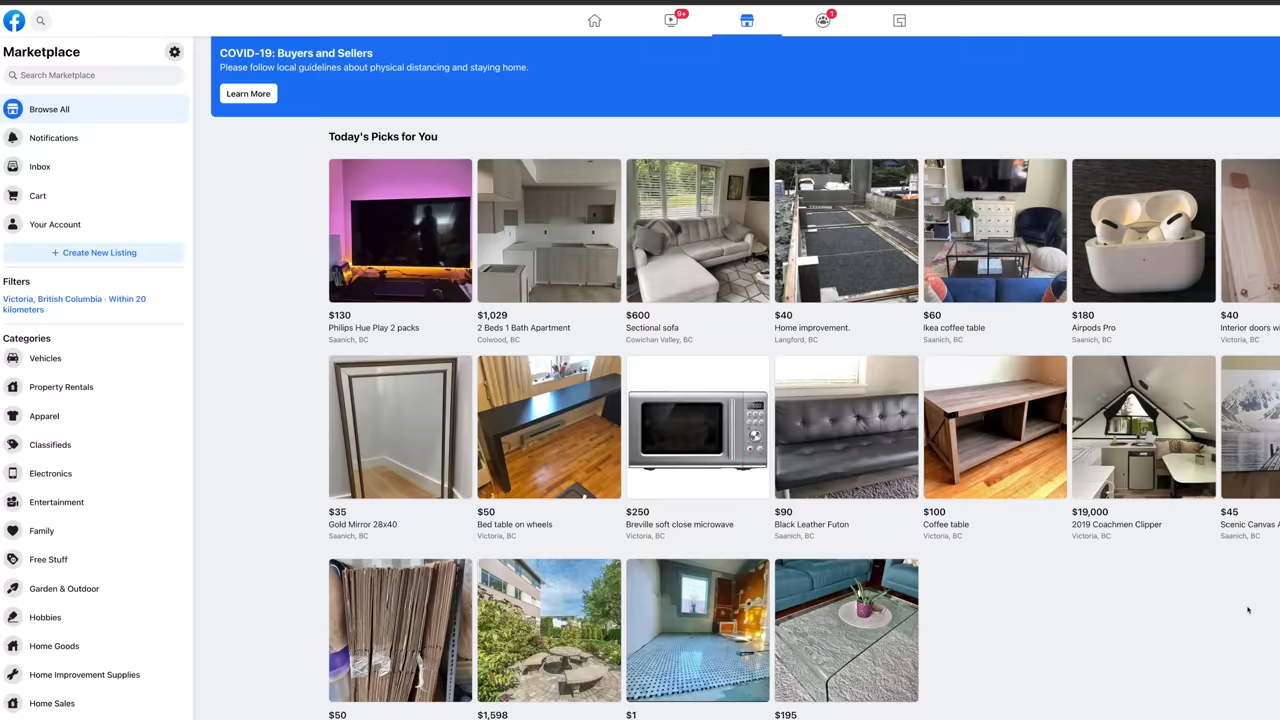 9+
1
Marketplace
Search Marketplace
Browse All
Notifications
Inbox
Cart
Your Account
+ Create New Listing
Filters
Victoria, British Columbia · Within 20
kilometers
Categories
Vehicles
Property Rentals
Apparel
Classifieds
Electronics
Entertainment
Family
Free Stuff
Garden & Outdoor
Hobbies
Home Goods
Home Improvement Supplies
Home Sales
COVID-19: Buyers and Sellers
Please follow local guidelines about physical distancing and staying home.
Learn More
Today's Picks for You
$130
Philips Hue Play 2 packs
Saanich, BC
$1,029
2 Beds 1 Bath Apartment
Colwood, BC
$600
Sectional sofa
Cowichan Valley, BC
$40
Home improvement.
Langford, BC
$60
Ikea coffee table
Saanich, BC
$180
Airpods Pro
Saanich, BC
$40
Interior doors
Victoria, BC
$35
Gold Mirror 28x40
Saanich, BC
$50
Bed table on wheels
Victoria, BC
$250
Breville soft close microwave
Victoria, BC
$90
Black Leather Futon
Saanich, BC
$100
Coffee table
Victoria, BC
$19,000
2019 Coachmen Clipper
Victoria, BC
$45
Scenic Canvas
Saanich, BC
$50
$1,598
$1
$195